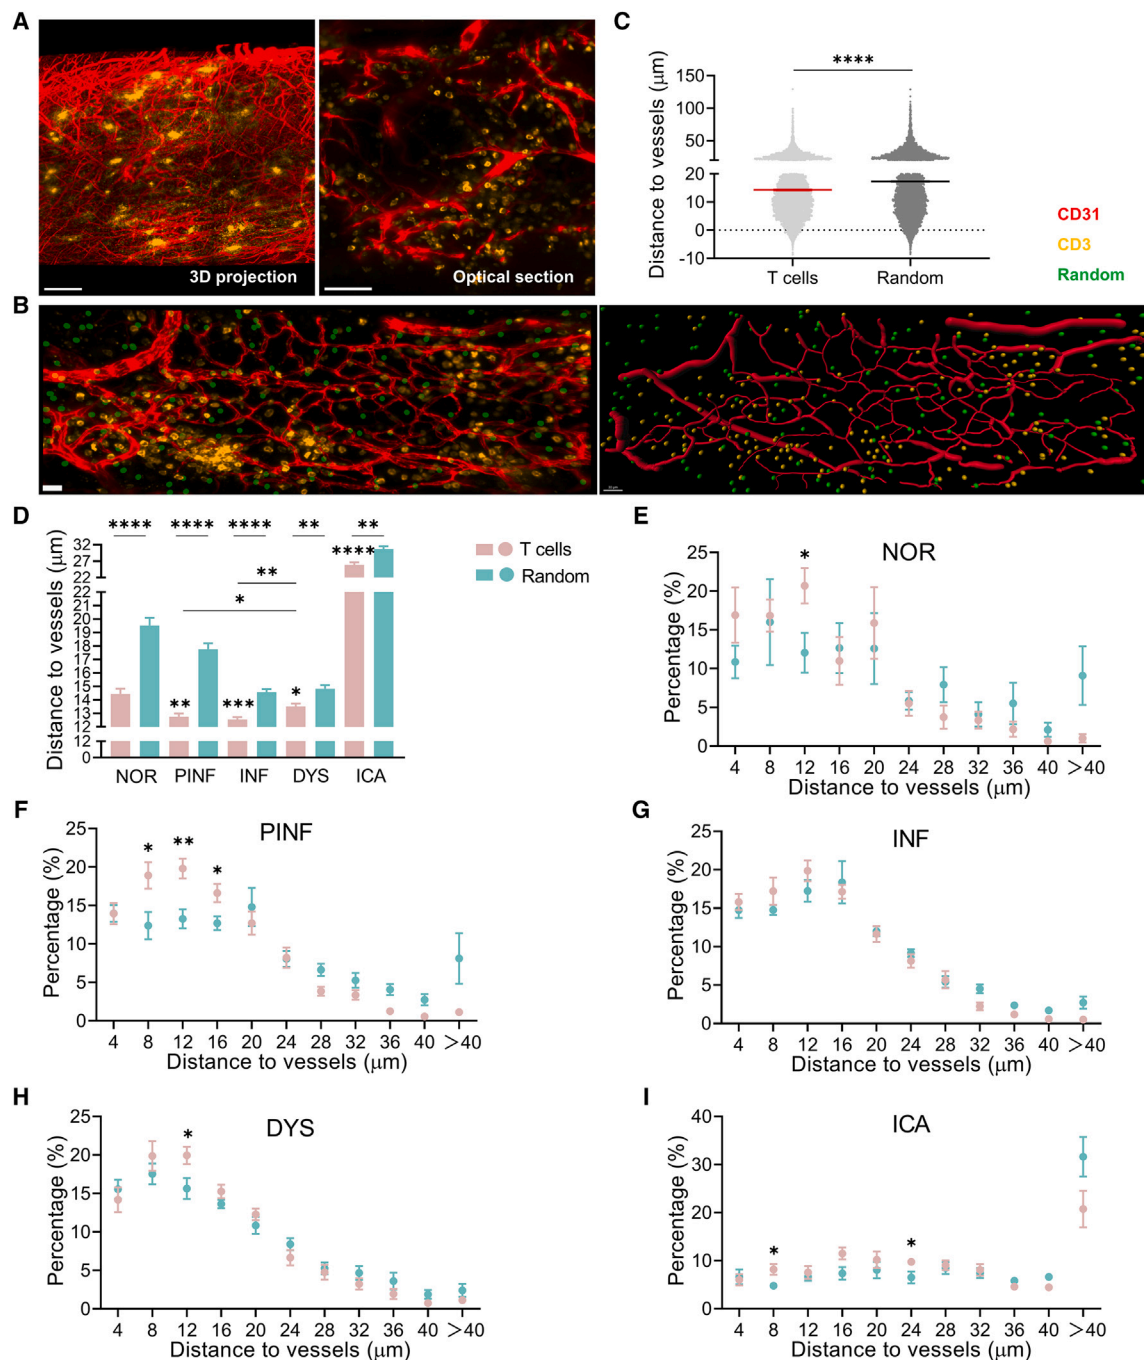 A
3D projection
Optical section
C
Distance to vessels (μm)
150
100
50
20
10
0
-10
****
T cells
Random
CD31
CD3
Random
B
D
Distance to vessels (μm)
32
27
22
22
21
20
19
18
17
16
15
14
13
12
12
0
**** **** **** ** **
****
**
*
** *** *
NOR PINF INF DYS ICA
T cells
Random
E
NOR
Percentage (%)
25
20
15
10
5
0
*
4 8 12 16 20 24 28 32 36 40 >40
Distance to vessels (μm)
F
PINF
Percentage (%)
25
20
15
10
5
0
* ** *
4 8 12 16 20 24 28 32 36 40 >40
Distance to vessels (μm)
G
INF
Percentage (%)
25
20
15
10
5
0
4 8 12 16 20 24 28 32 36 40 >40
Distance to vessels (μm)
H
DYS
Percentage (%)
25
20
15
10
5
0
*
4 8 12 16 20 24 28 32 36 40 >40
Distance to vessels (μm)
I
ICA
Percentage (%)
40
30
20
10
0
* *
4 8 12 16 20 24 28 32 36 40 >40
Distance to vessels (μm)